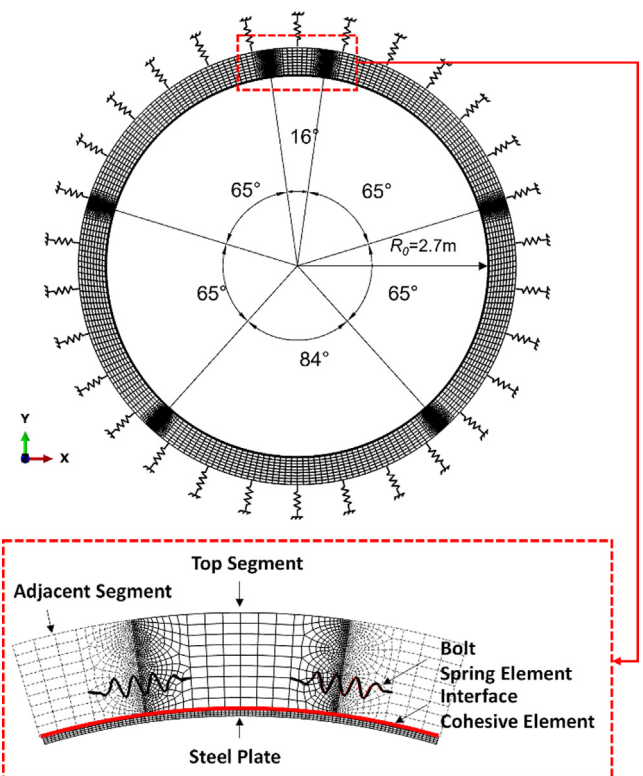 16°
65°
65°
R₀=2.7m
65°
65°
84°
Y
X
Top Segment
Adjacent Segment
Bolt
Spring Element
Interface
Cohesive Element
Steel Plate